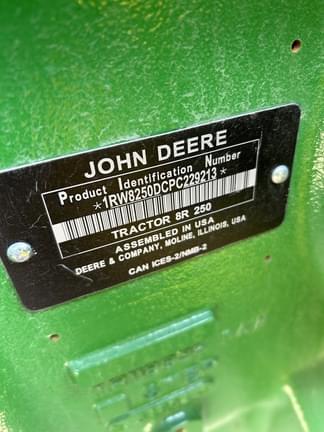 JOHN DEERE
Product Identification Number
*1RW8250DCPC229213*
TRACTOR 8R 250
ASSEMBLED IN USA
DEERE & COMPANY, MOLINE, ILLINOIS, USA
CAN ICES-2/NMB-2